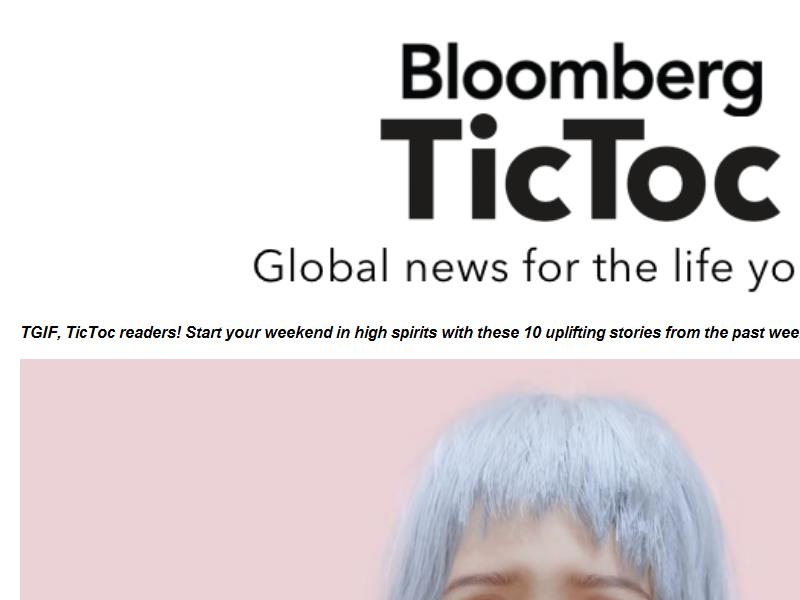 Bloomberg
TicToc
Global news for the life yo
TGIF, TicToc readers! Start your weekend in high spirits with these 10 uplifting stories from the past wee